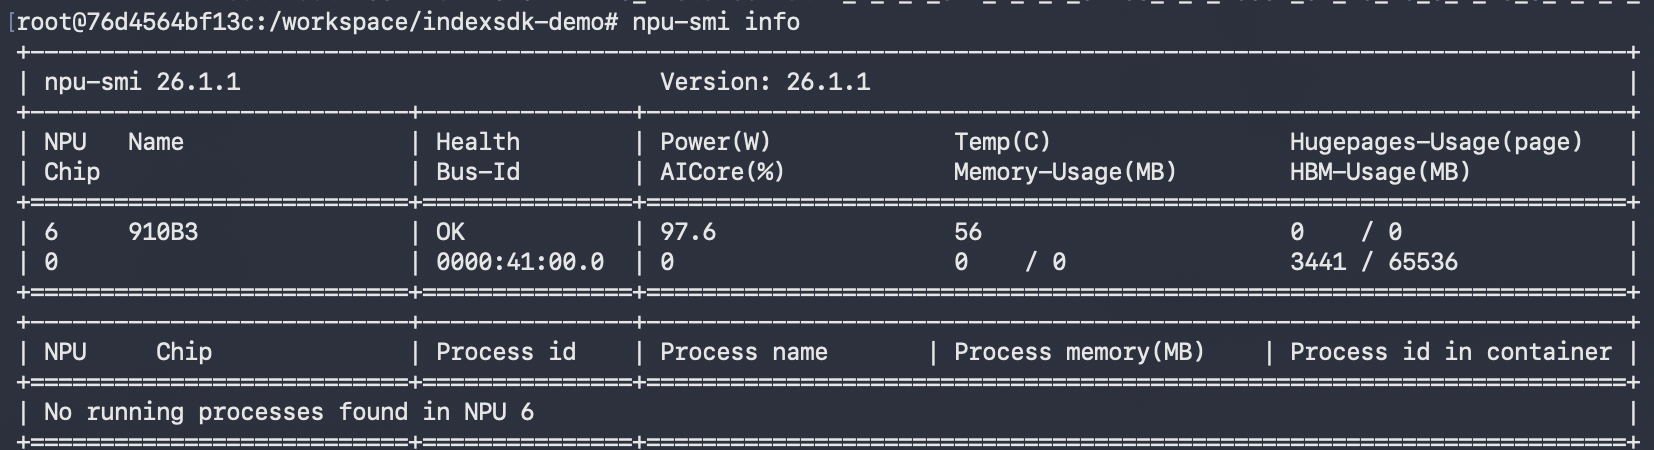 [root@76d4564bf13c:/workspace/indexsdk-demo# npu-smi info
| npu-smi 26.1.1                              Version: 26.1.1                                                      |
| NPU   Name                | Health        | Power(W)             Temp(C)                 Hugepages-Usage(page)   |
| Chip                      | Bus-Id        | AICore(%)            Memory-Usage(MB)        HBM-Usage(MB)           |
| 6     910B3               | OK            | 97.6                 56                      0    / 0                |
| 0                         | 0000:41:00.0  | 0                    0    / 0                3441 / 65536            |
| NPU     Chip              | Process id    | Process name       | Process memory(MB)    | Process id in container |
| No running processes found in NPU 6                                                                              |